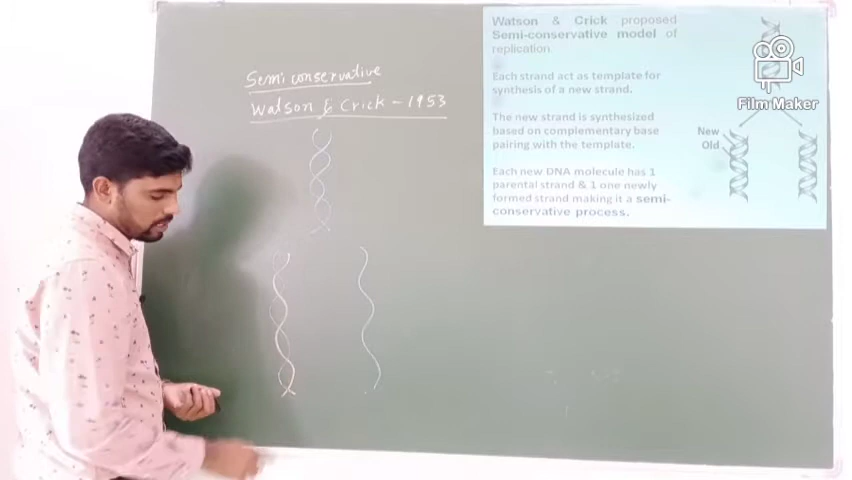 Semiconservative
Watson & Crick - 1953
Watson & Crick proposed
Semi-conservative model of
replication
Each strand act as template for
synthesis of a new strand.
The new strand is synthesized
based on complementary base
pairing with the template.
Each new DNA molecule has 1
parental strand & 1 one newly
formed strand making it a semi-
conservative process.
New
Old
Film Maker